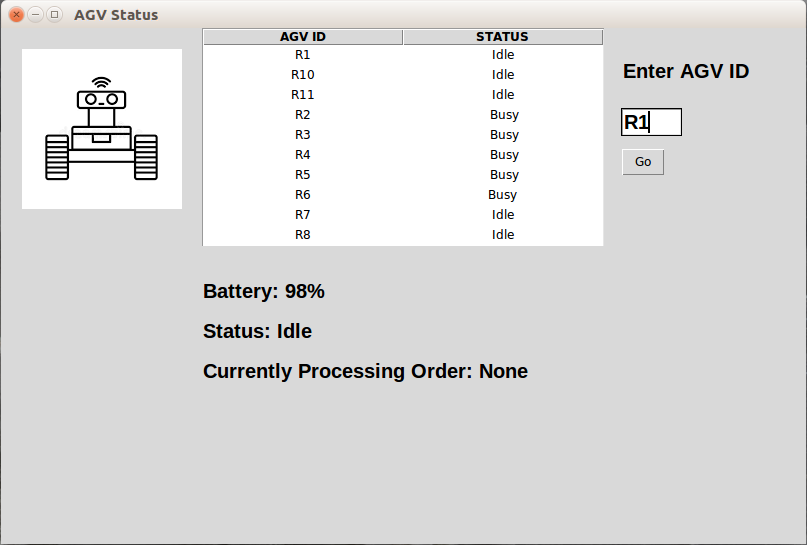 AGV Status
AGV ID STATUS
R1 Idle
R10 Idle
R11 Idle
R2 Busy
R3 Busy
R4 Busy
R5 Busy
R6 Busy
R7 Idle
R8 Idle
Enter AGV ID
R1
Go
Battery: 98%
Status: Idle
Currently Processing Order: None